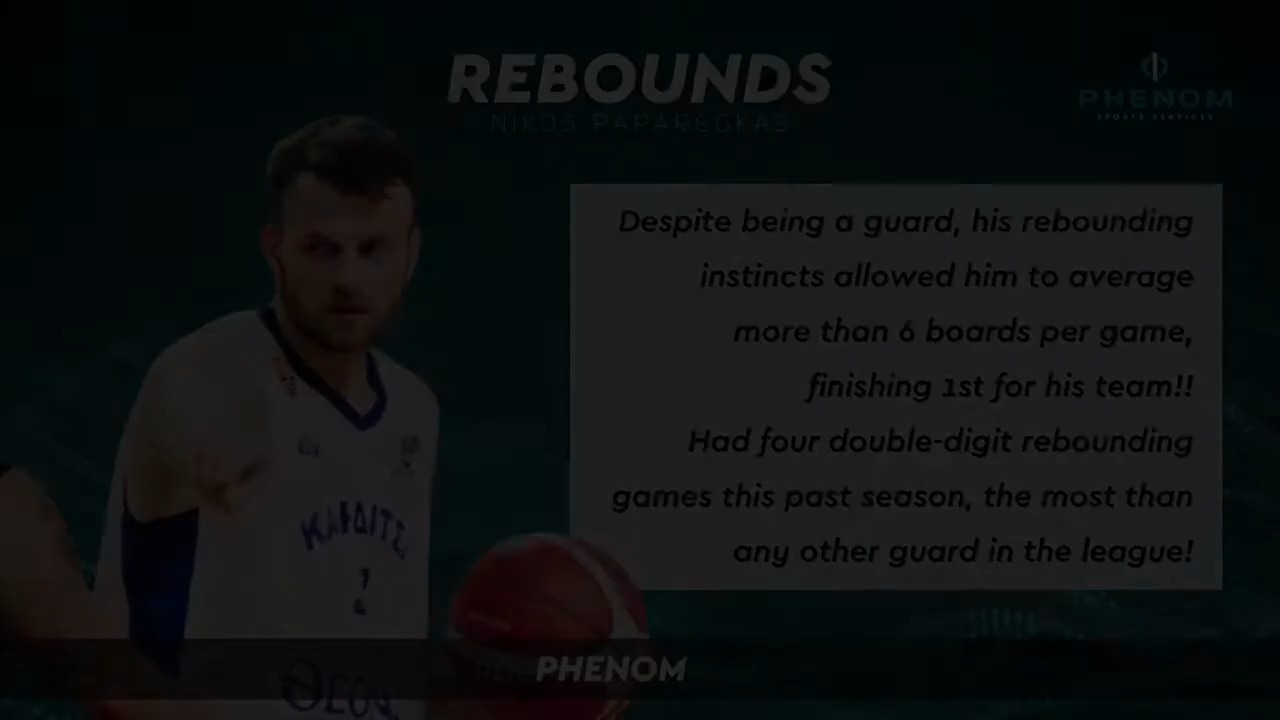 REBOUNDS
NIKOS PAPAREGKAS
PHENOM
SPORTS SERVICES
Despite being a guard, his rebounding
instincts allowed him to average
more than 6 boards per game,
finishing 1st for his team!!
Had four double-digit rebounding
games this past season, the most than
any other guard in the league!
ΚΑΡΔΙΤΣ
PHENOM